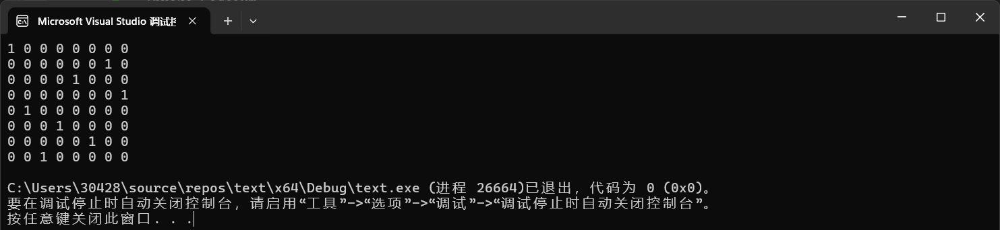 Microsoft Visual Studio 调试
1 0 0 0 0 0 0 0
0 0 0 0 0 0 1 0
0 0 0 0 1 0 0 0
0 0 0 0 0 0 0 1
0 1 0 0 0 0 0 0
0 0 0 1 0 0 0 0
0 0 0 0 0 1 0 0
0 0 1 0 0 0 0 0
C:\Users\30428\source\repos\text\x64\Debug\text.exe (进程 26664)已退出，代码为 0 (0x0)。
要在调试停止时自动关闭控制台，请启用“工具”->“选项”->“调试”->“调试停止时自动关闭控制台”。
按任意键关闭此窗口. . .